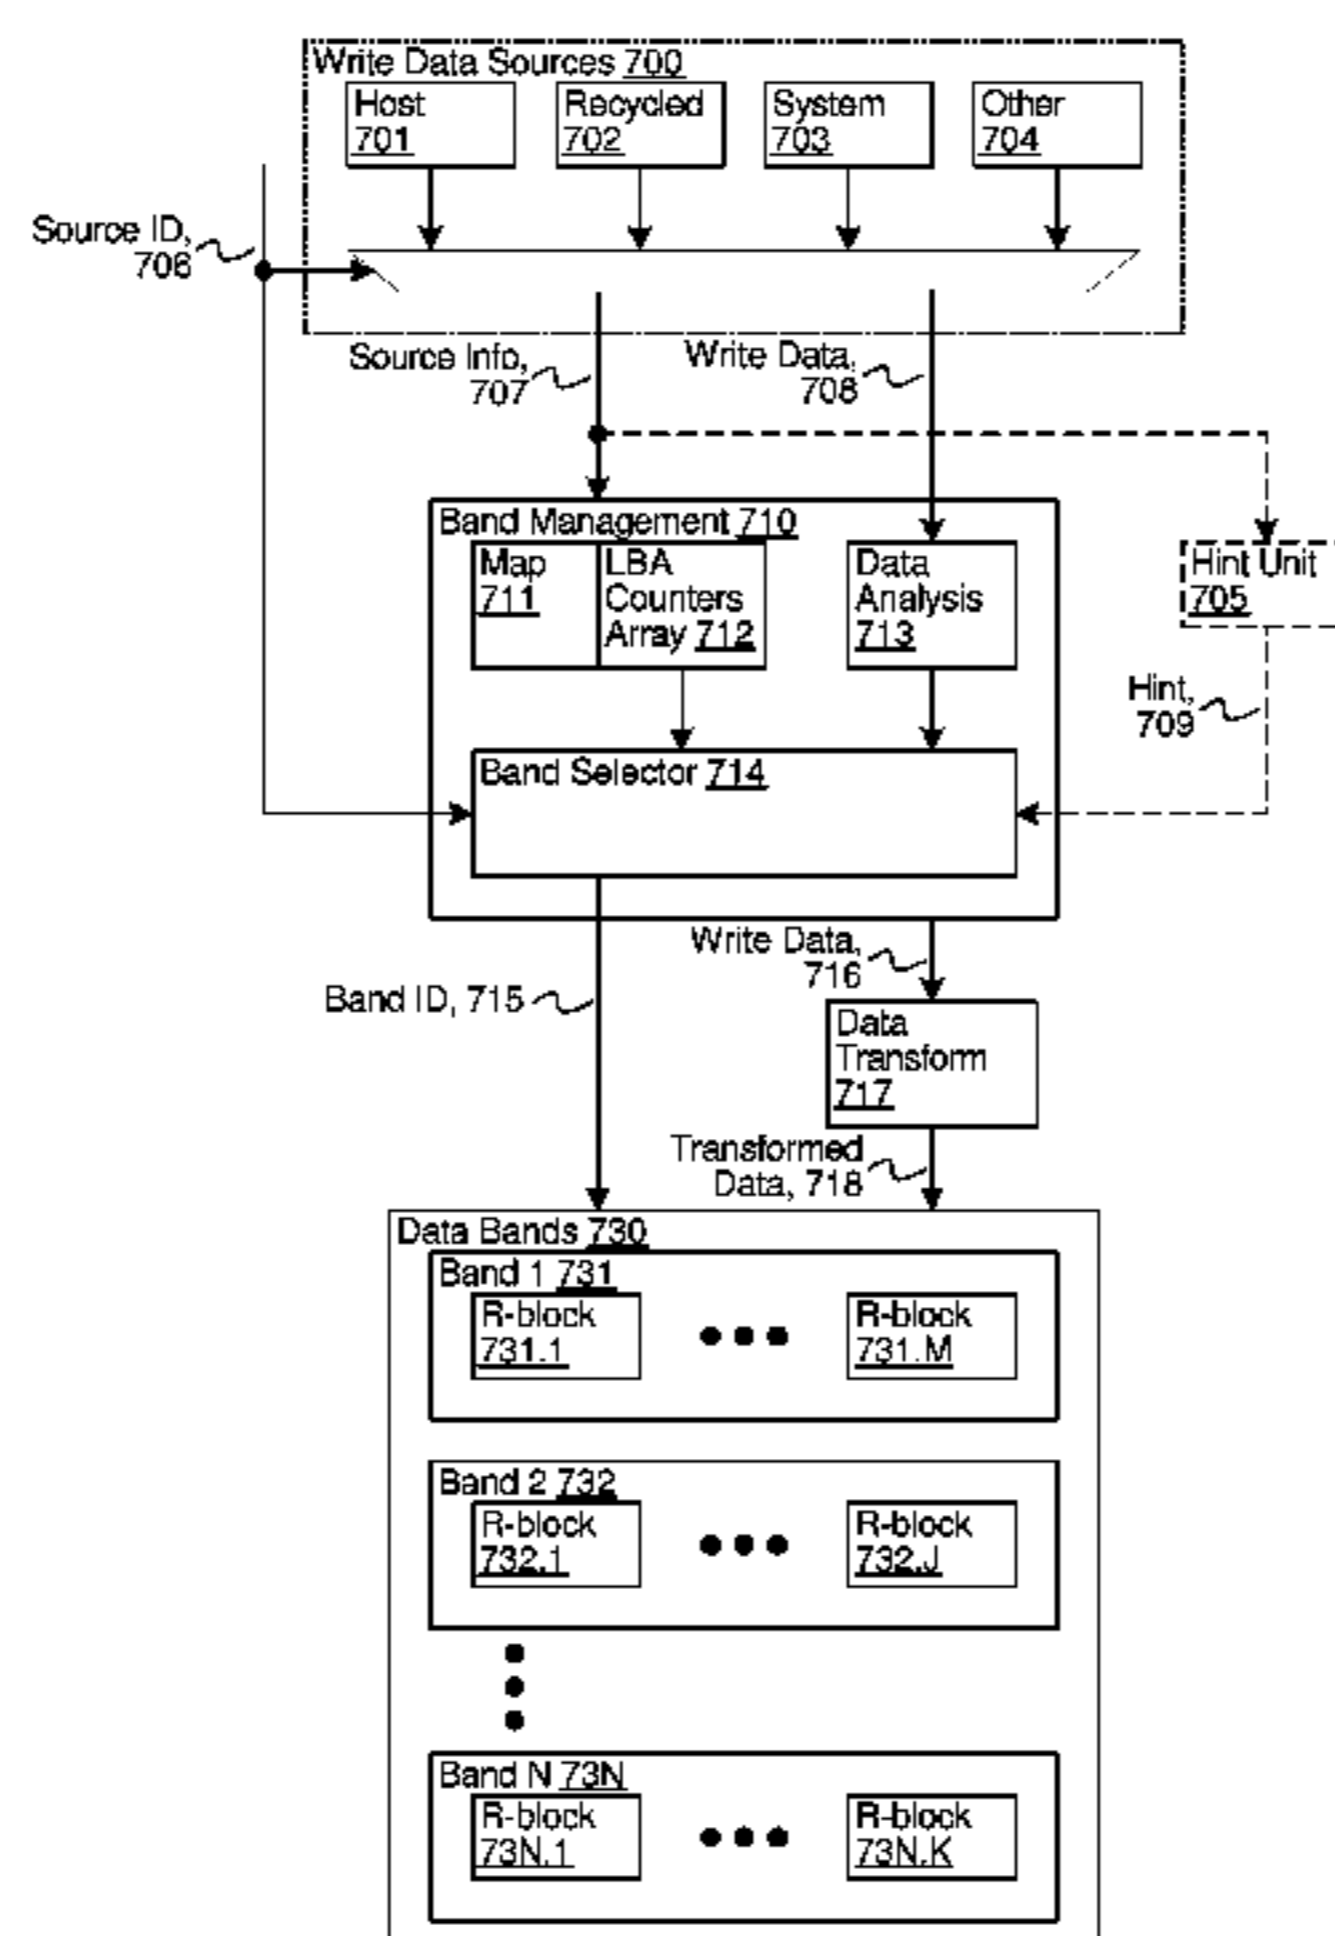 Write Data Sources 700
Host
701
Recycled
702
System
703
Other
704
Source ID,
706
Source Info,
707
Write Data,
708
Band Management 710
Map
711
LBA
Counters
Array 712
Data
Analysis
713
Hint Unit
705
Hint,
709
Band Selector 714
Write Data,
716
Band ID, 715
Data
Transform
717
Transformed
Data, 718
Data Bands 730
Band 1 731
R-block
731.1
R-block
731.M
Band 2 732
R-block
732.1
R-block
732.J
Band N 73N
R-block
73N.1
R-block
73N.K